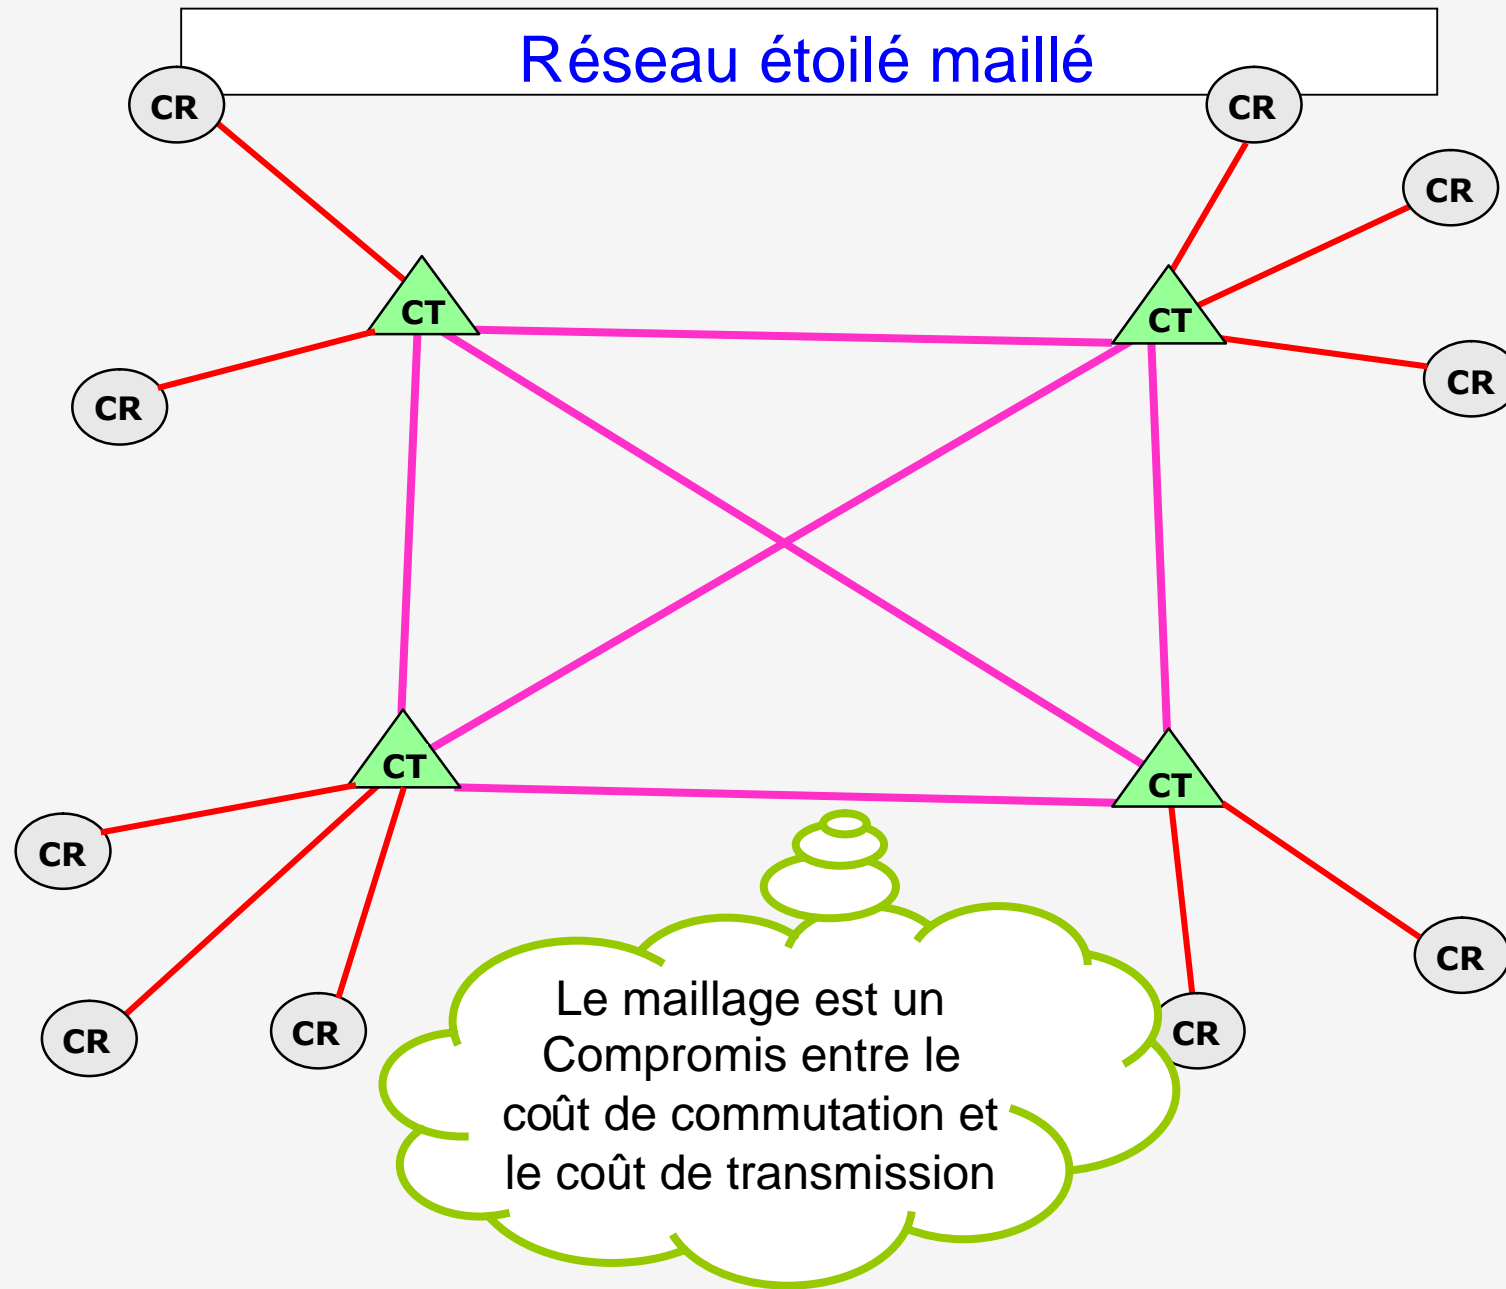 Réseau étoilé maillé
CR
CR
CR
CT
CT
CR
CR
CT
CT
CR
CR
CR
CR
CR
Le maillage est un
Compromis entre le
coût de commutation et
le coût de transmission